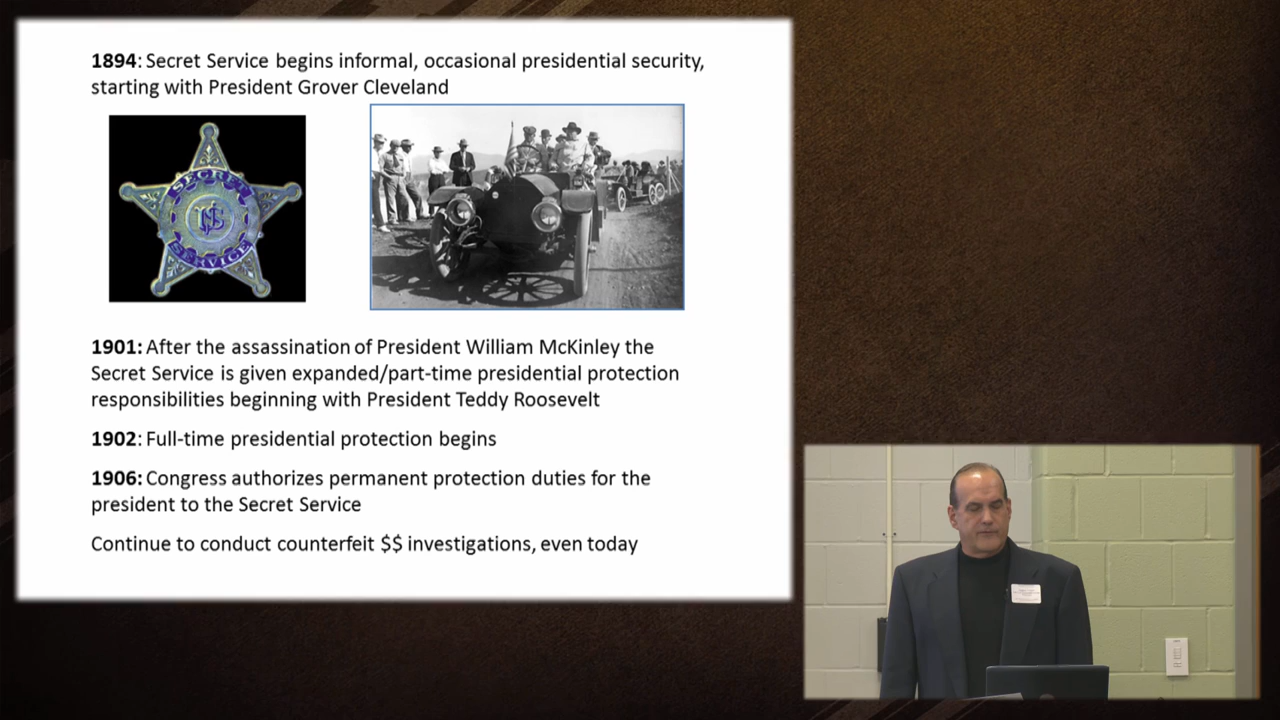 1894: Secret Service begins informal, occasional presidential security,
starting with President Grover Cleveland
SECRET
US
SERVICE
1901: After the assassination of President William McKinley the
Secret Service is given expanded/part-time presidential protection
responsibilities beginning with President Teddy Roosevelt
1902: Full-time presidential protection begins
1906: Congress authorizes permanent protection duties for the
president to the Secret Service
Continue to conduct counterfeit $$ investigations, even today